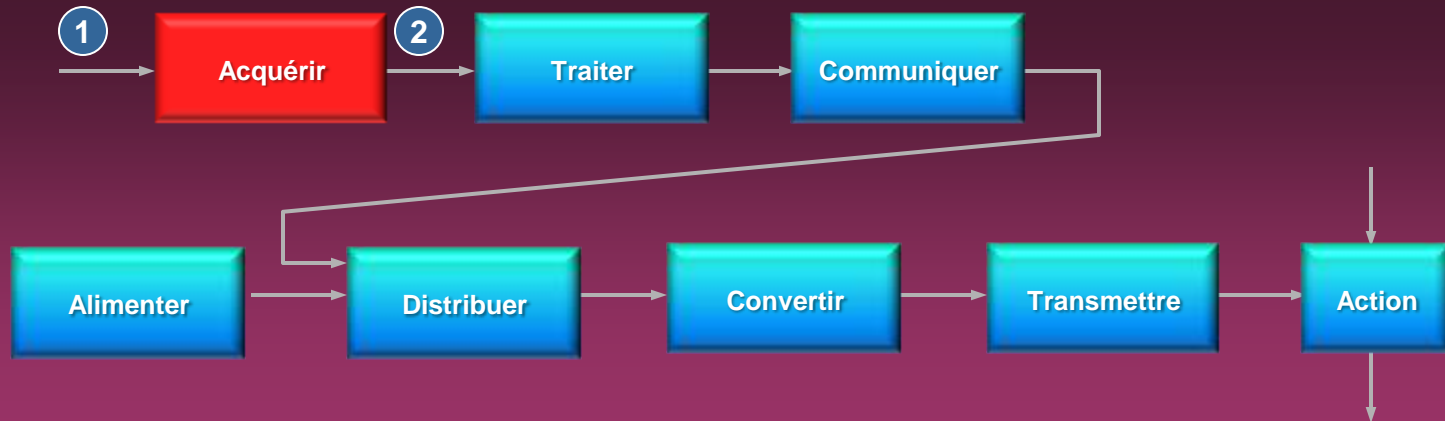 1
Acquérir
2
Traiter
Communiquer
Alimenter
Distribuer
Convertir
Transmettre
Action